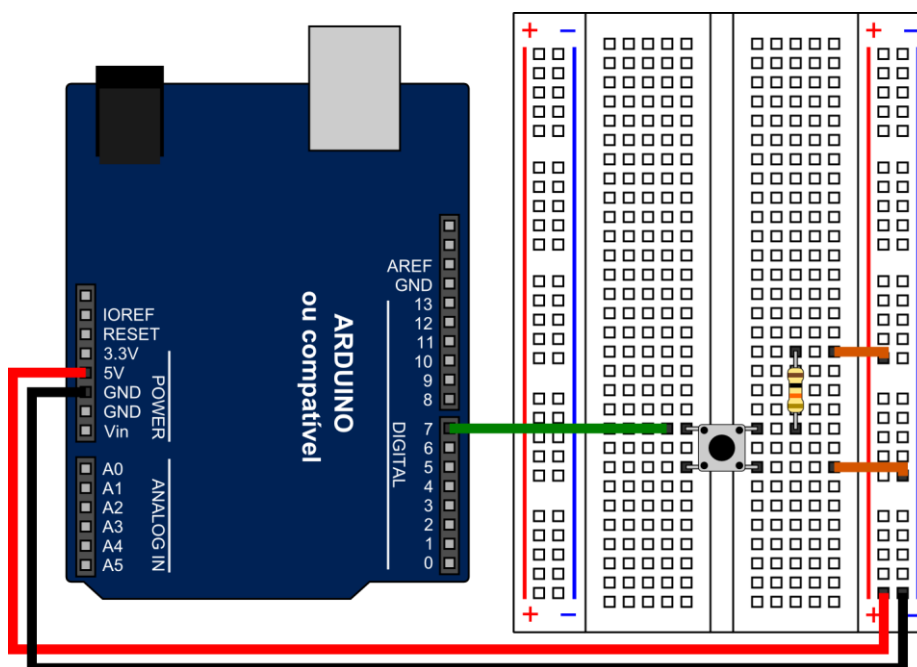 + − + −
AREF
GND
13
12
11
10
9
8
7
6
5
4
3
2
1
0
DIGITAL
ARDUINO
ou compatível
IOREF
RESET
3.3V
5V
GND
GND
Vin
POWER
A0
A1
A2
A3
A4
A5
ANALOG IN
+ − + −